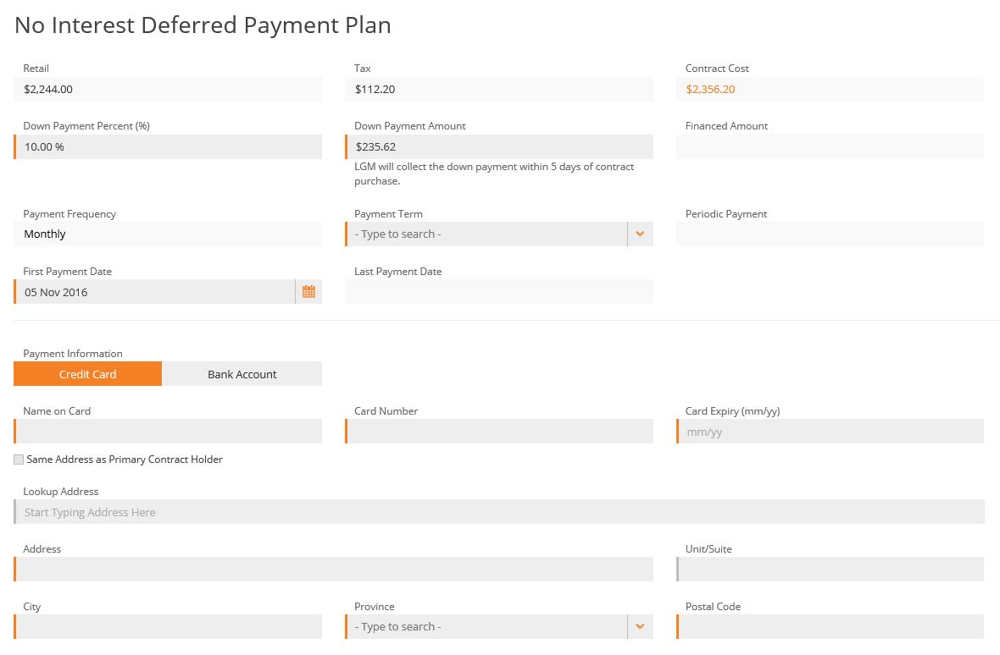 No Interest Deferred Payment Plan
Retail Tax Contract Cost
$2,244.00 $112.20 $2,356.20
Down Payment Percent (%) Down Payment Amount Financed Amount
10.00 % $235.62
LGM will collect the down payment within 5 days of contract
purchase.
Payment Frequency Payment Term Periodic Payment
Monthly - Type to search -
First Payment Date Last Payment Date
05 Nov 2016
Payment Information
Credit Card Bank Account
Name on Card Card Number Card Expiry (mm/yy)
mm/yy
Same Address as Primary Contract Holder
Lookup Address
Start Typing Address Here
Address Unit/Suite
City Province Postal Code
- Type to search -